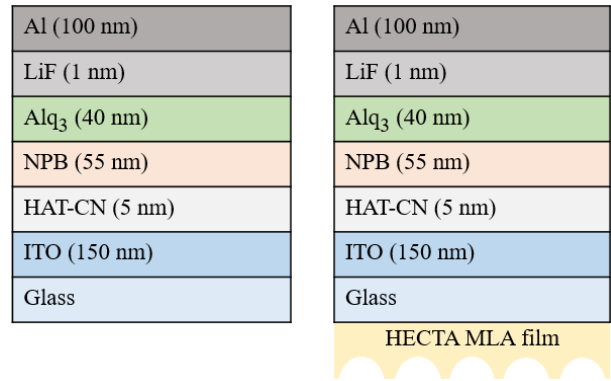 Al (100 nm)
LiF (1 nm)
Alq₃ (40 nm)
NPB (55 nm)
HAT-CN (5 nm)
ITO (150 nm)
Glass
Al (100 nm)
LiF (1 nm)
Alq₃ (40 nm)
NPB (55 nm)
HAT-CN (5 nm)
ITO (150 nm)
Glass
HECTA MLA film